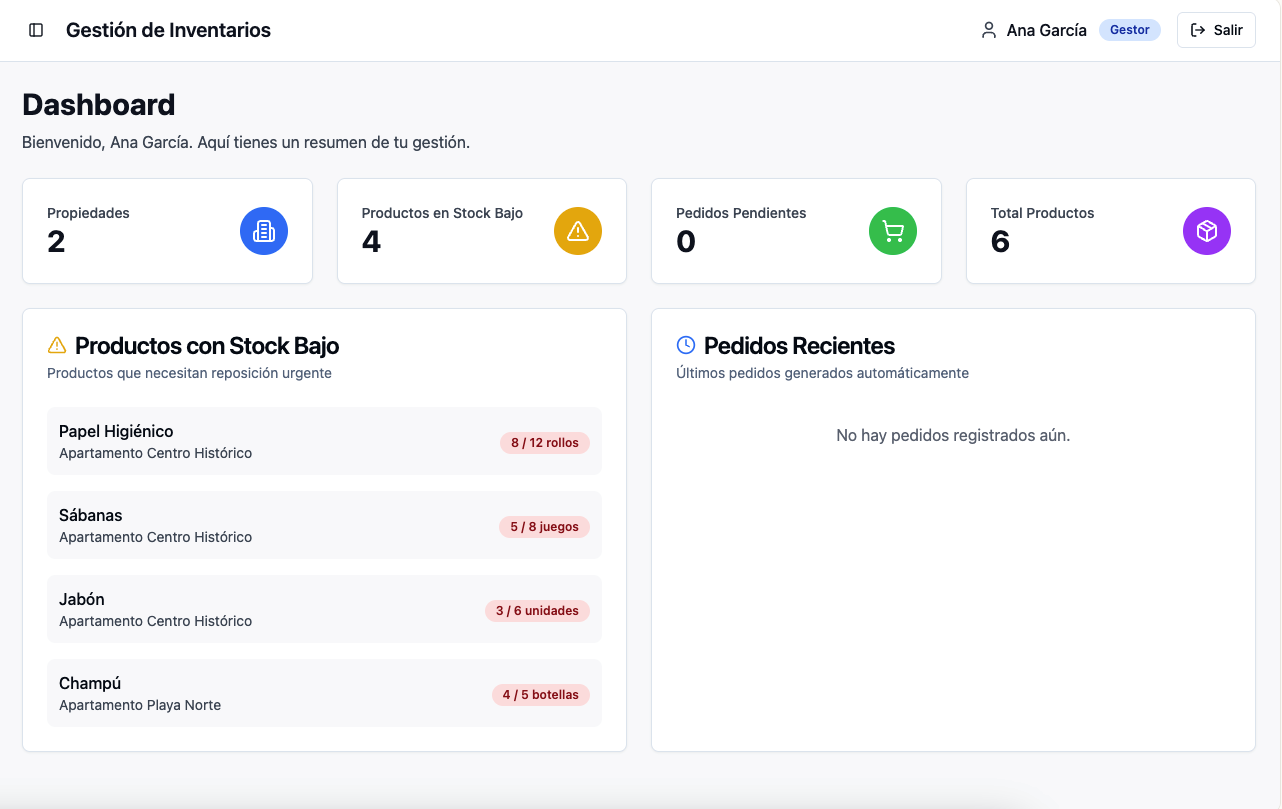 Gestión de Inventarios
Ana García
Gestor
Salir
Dashboard
Bienvenido, Ana García. Aquí tienes un resumen de tu gestión.
Propiedades
2
Productos en Stock Bajo
4
Pedidos Pendientes
0
Total Productos
6
Productos con Stock Bajo
Productos que necesitan reposición urgente
Papel Higiénico
Apartamento Centro Histórico
8 / 12 rollos
Sábanas
Apartamento Centro Histórico
5 / 8 juegos
Jabón
Apartamento Centro Histórico
3 / 6 unidades
Champú
Apartamento Playa Norte
4 / 5 botellas
Pedidos Recientes
Últimos pedidos generados automáticamente
No hay pedidos registrados aún.